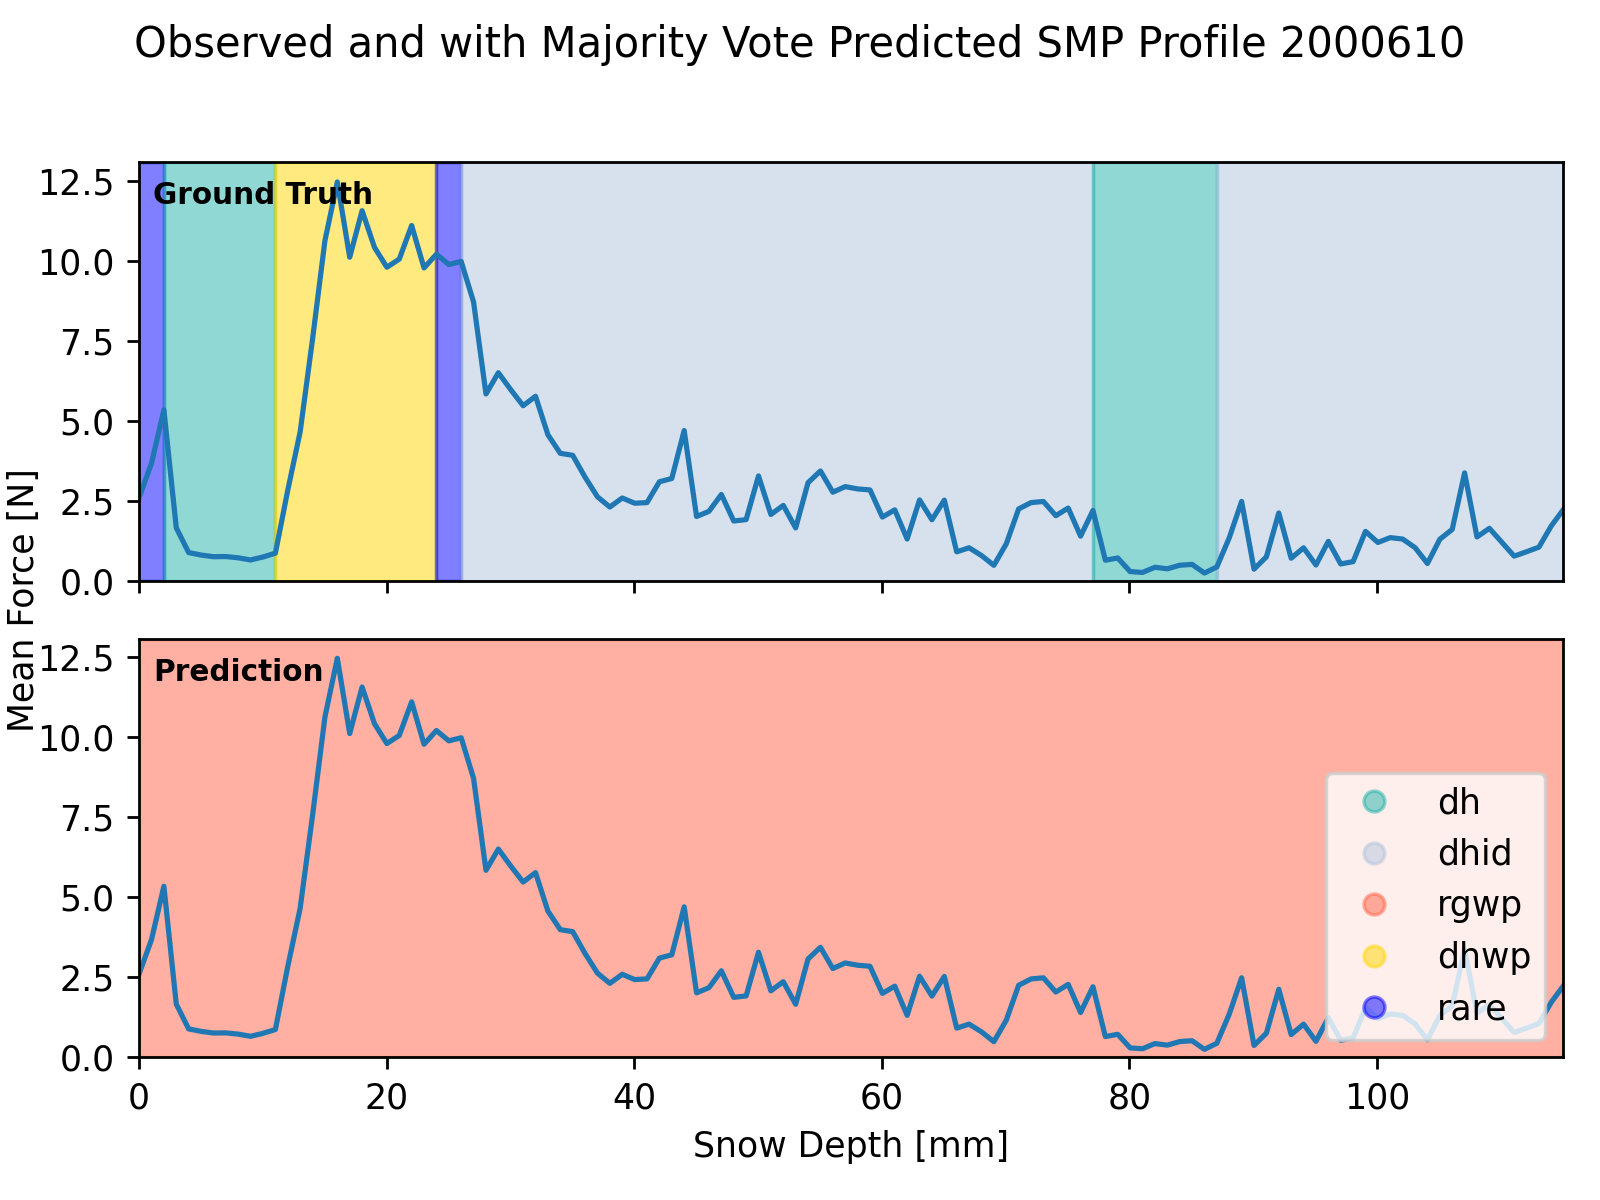 Observed and with Majority Vote Predicted SMP Profile 2000610
Ground Truth
12.5
10.0
7.5
5.0
2.5
0.0
Mean Force [N]
Prediction
12.5
10.0
7.5
5.0
2.5
0.0
dh
dhid
rgwp
dhwp
rare
0 20 40 60 80 100
Snow Depth [mm]